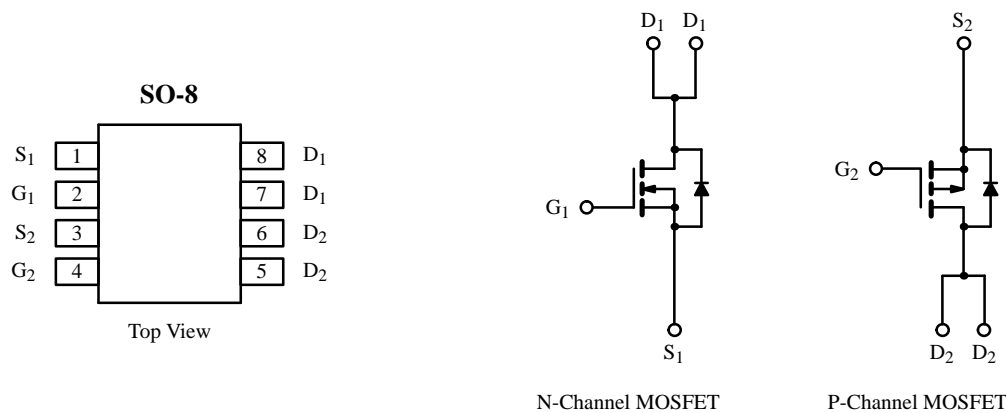 SO-8
S1 1 8 D1
G1 2 7 D1
S2 3 6 D2
G2 4 5 D2
Top View
D1 D1
G1
S1
N-Channel MOSFET
S2
G2
D2 D2
P-Channel MOSFET